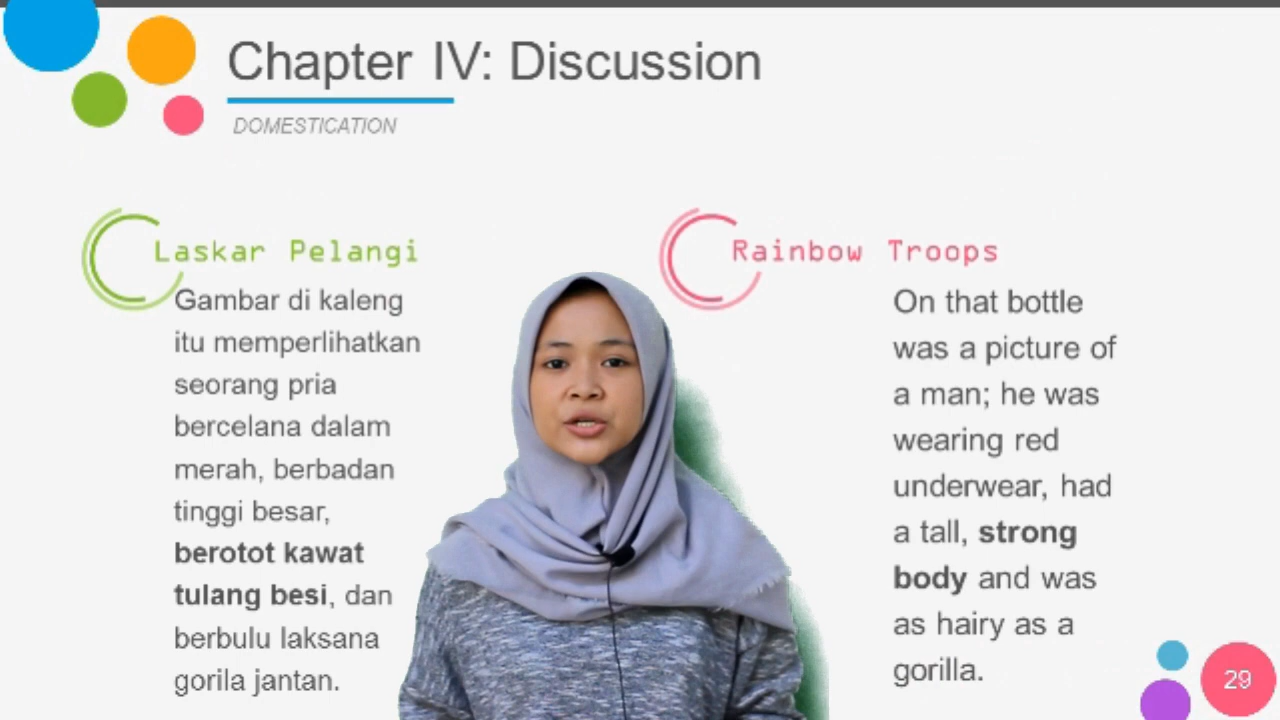 Chapter IV: Discussion
DOMESTICATION
Laskar Pelangi
Gambar di kaleng
itu memperlihatkan
seorang pria
bercelana dalam
merah, berbadan
tinggi besar,
berotot kawat
tulang besi, dan
berbulu laksana
gorila jantan.
Rainbow Troops
On that bottle
was a picture of
a man; he was
wearing red
underwear, had
a tall, strong
body and was
as hairy as a
gorilla.
29